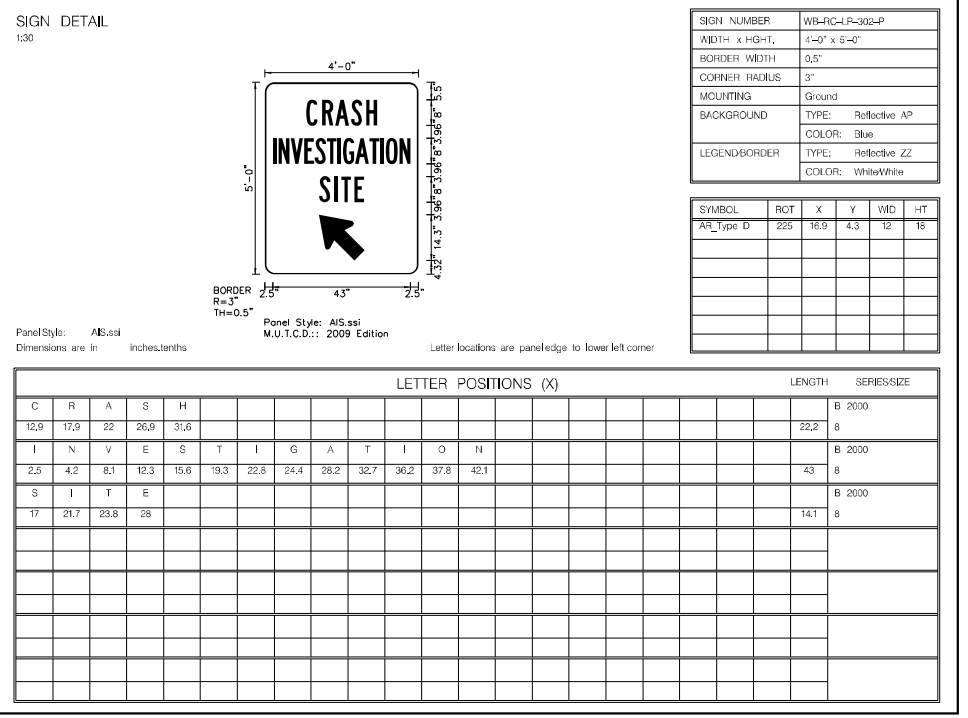 SIGN DETAIL
1:30
4'-0"
5'-0"
CRASH
INVESTIGATION
SITE
5.5"
8"
3.96"
8"
3.96"
8"
3.96"
14.3"
4.32"
BORDER
R=3"
TH=0.5"
2.5" 43" 2.5"
Panel Style: AIS.ssi
M.U.T.C.D.:: 2009 Edition
Panel Style: AIS.ssi
Dimensions are in inches.tenths
Letter locations are panel edge to lower left corner
SIGN NUMBER WB-RC-LP-302-P
WIDTH x HGHT. 4'-0" x 5'-0"
BORDER WIDTH 0.5"
CORNER RADIUS 3"
MOUNTING Ground
BACKGROUND TYPE: Reflective AP
COLOR: Blue
LEGEND/BORDER TYPE: Reflective ZZ
COLOR: White/White
SYMBOL ROT X Y WID HT
AR_Type D 225 16.9 4.3 12 18
LETTER POSITIONS (X) LENGTH SERIES/SIZE
C R A S H B 2000
12.9 17.9 22 26.9 31.6 22.2 8
I N V E S T I G A T I O N B 2000
2.5 4.2 8.1 12.3 15.6 19.3 22.8 24.4 28.2 32.7 36.2 37.8 42.1 43 8
S I T E B 2000
17 21.7 23.8 28 14.1 8